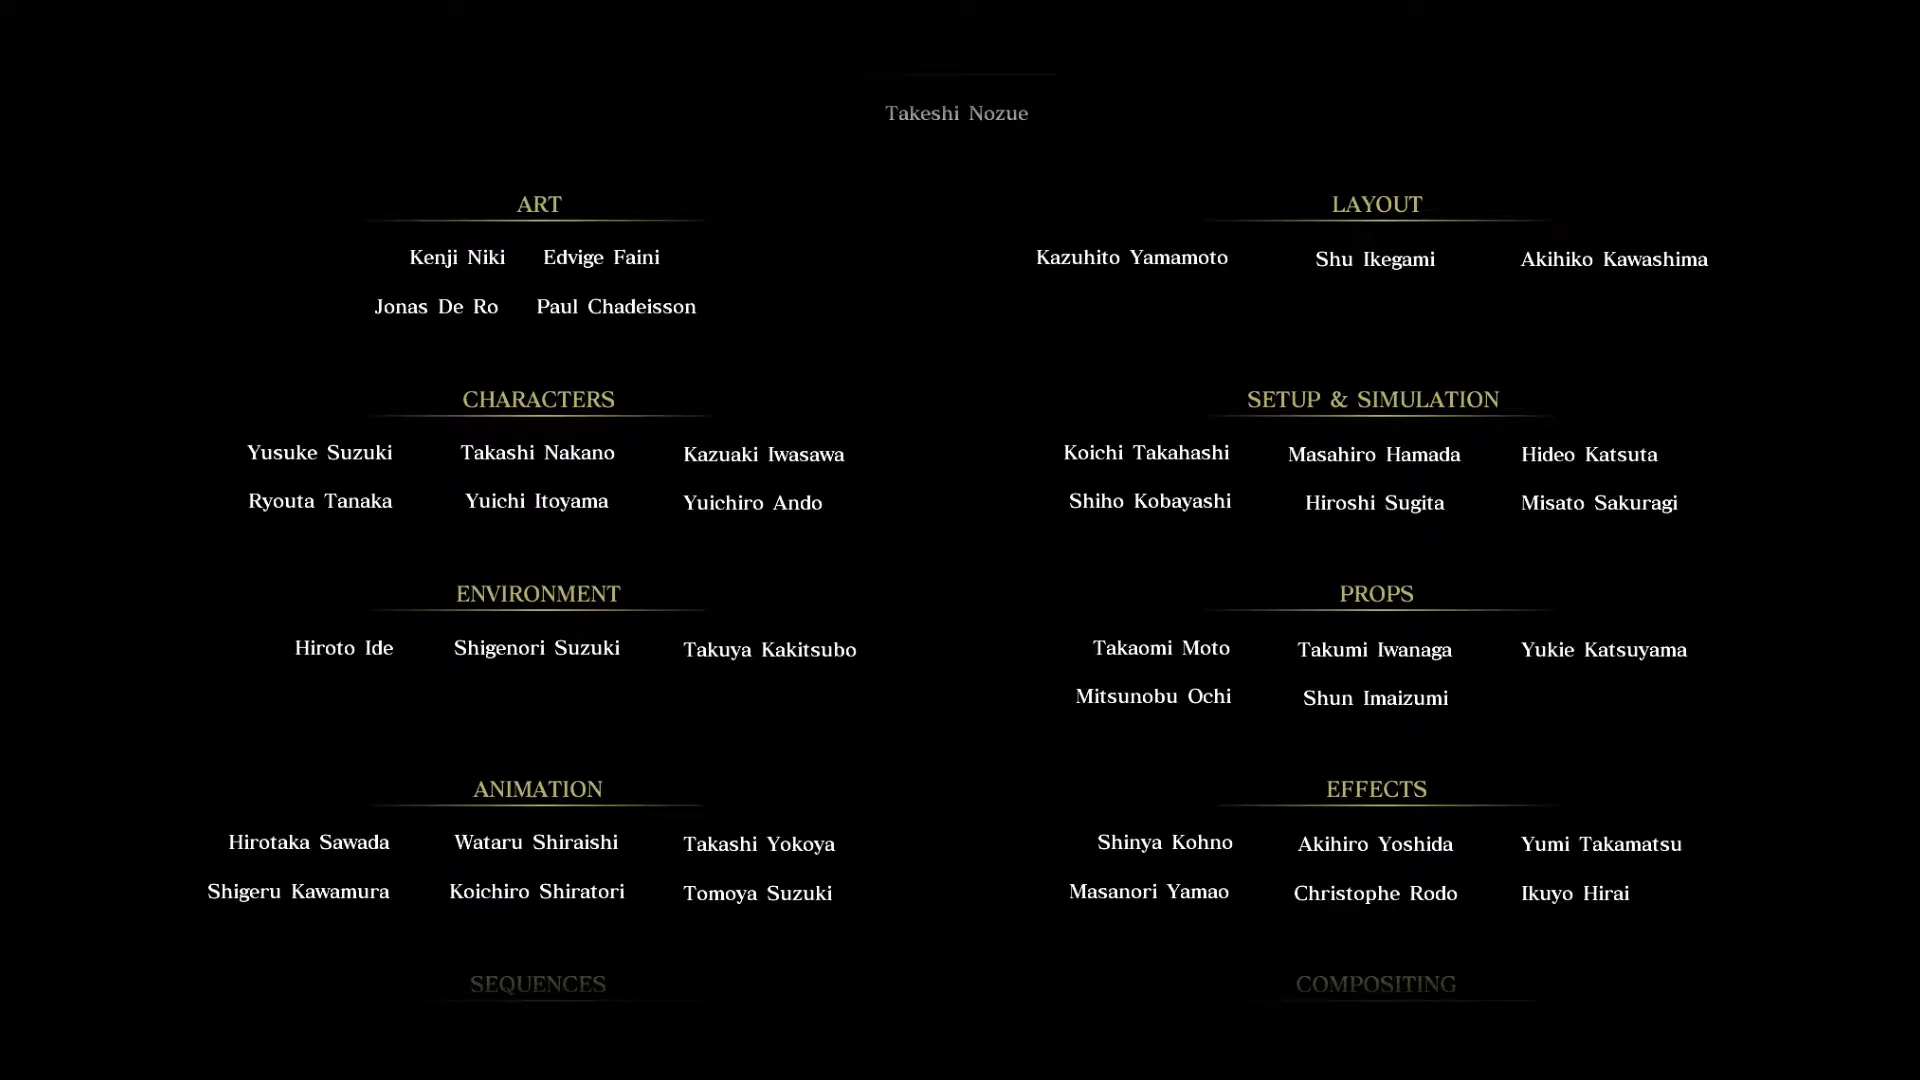 Takeshi Nozue
ART
Kenji Niki Edvige Faini
Jonas De Ro Paul Chadeisson
LAYOUT
Kazuhito Yamamoto Shu Ikegami Akihiko Kawashima
CHARACTERS
Yusuke Suzuki Takashi Nakano Kazuaki Iwasawa
Ryouta Tanaka Yuichi Itoyama Yuichiro Ando
SETUP & SIMULATION
Koichi Takahashi Masahiro Hamada Hideo Katsuta
Shiho Kobayashi Hiroshi Sugita Misato Sakuragi
ENVIRONMENT
Hiroto Ide Shigenori Suzuki Takuya Kakitsubo
PROPS
Takaomi Moto Takumi Iwanaga Yukie Katsuyama
Mitsunobu Ochi Shun Imaizumi
ANIMATION
Hirotaka Sawada Wataru Shiraishi Takashi Yokoya
Shigeru Kawamura Koichiro Shiratori Tomoya Suzuki
EFFECTS
Shinya Kohno Akihiro Yoshida Yumi Takamatsu
Masanori Yamao Christophe Rodo Ikuyo Hirai
SEQUENCES
COMPOSITING